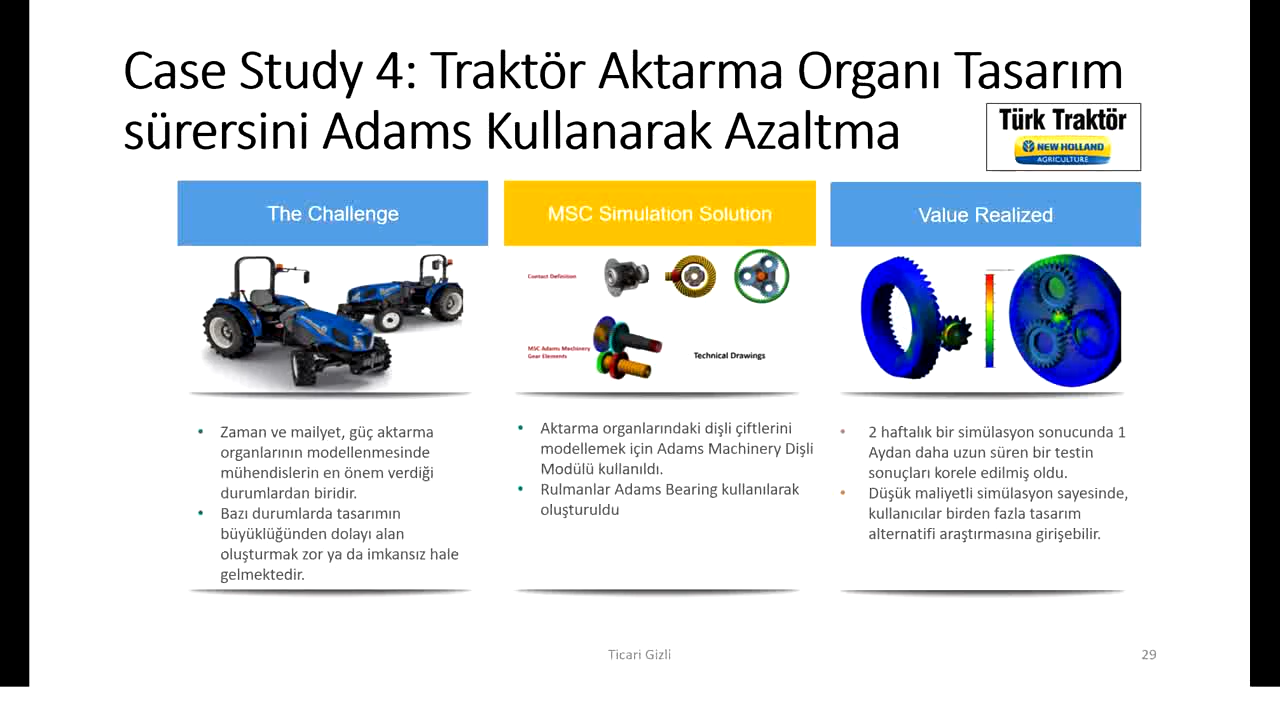 Case Study 4: Traktör Aktarma Organı Tasarım
sürersini Adams Kullanarak Azaltma
Türk Traktör
NEW HOLLAND
AGRICULTURE
The Challenge
Zaman ve mailyet, güç aktarma
organlarının modellenmesinde
mühendislerin en önem verdiği
durumlardan biridir.
Bazı durumlarda tasarımın
büyüklüğünden dolayı alan
oluşturmak zor ya da imkansız hale
gelmektedir.
MSC Simulation Solution
Contact Definition
MSC Adams Machinery
Gear Elements
Technical Drawings
Aktarma organlarındaki dişli çiftlerini
modellemek için Adams Machinery Dişli
Modülü kullanıldı.
Rulmanlar Adams Bearing kullanılarak
oluşturuldu
Value Realized
2 haftalık bir simülasyon sonucunda 1
Aydan daha uzun süren bir testin
sonuçları korele edilmiş oldu.
Düşük maliyetli simülasyon sayesinde,
kullanıcılar birden fazla tasarım
alternatifi araştırmasına girişebilir.
Ticari Gizli
29